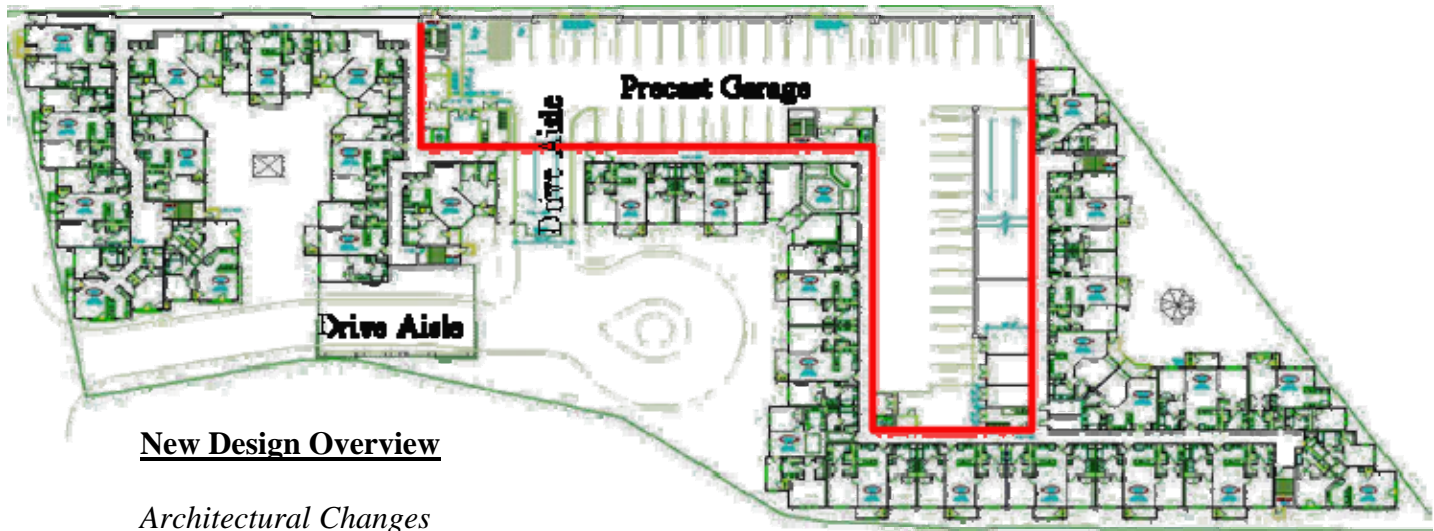 Precast Garage
Drive Aisle
Drive Aisle
New Design Overview
Architectural Changes